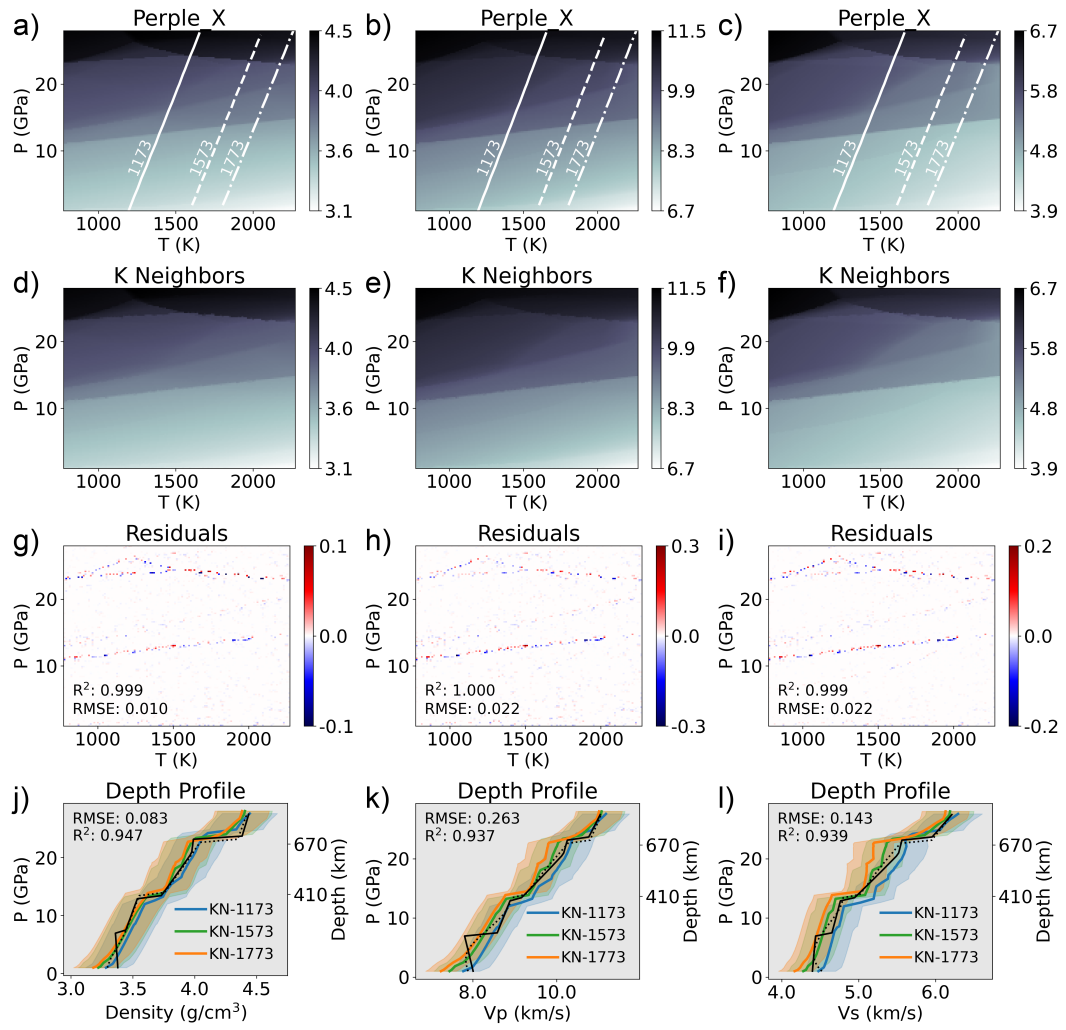 a)
Perple_X
P (GPa)
20
10
1173
1573
1773
1000
1500
2000
T (K)
4.5
4.0
3.6
3.1
b)
Perple_X
P (GPa)
20
10
1173
1573
1773
1000
1500
2000
T (K)
11.5
9.9
8.3
6.7
c)
Perple_X
P (GPa)
20
10
1173
1573
1773
1000
1500
2000
T (K)
6.7
5.8
4.8
3.9
d)
K Neighbors
P (GPa)
20
10
1000
1500
2000
T (K)
4.5
4.0
3.6
3.1
e)
K Neighbors
P (GPa)
20
10
1000
1500
2000
T (K)
11.5
9.9
8.3
6.7
f)
K Neighbors
P (GPa)
20
10
1000
1500
2000
T (K)
6.7
5.8
4.8
3.9
g)
Residuals
P (GPa)
20
10
R²: 0.999
RMSE: 0.010
1000
1500
2000
T (K)
0.1
0.0
-0.1
h)
Residuals
P (GPa)
20
10
R²: 1.000
RMSE: 0.022
1000
1500
2000
T (K)
0.3
0.0
-0.3
i)
Residuals
P (GPa)
20
10
R²: 0.999
RMSE: 0.022
1000
1500
2000
T (K)
0.2
0.0
-0.2
j)
Depth Profile
RMSE: 0.083
R²: 0.947
P (GPa)
20
10
0
670
410
Depth (km)
KN-1173
KN-1573
KN-1773
3.0
3.5
4.0
4.5
Density (g/cm³)
k)
Depth Profile
RMSE: 0.263
R²: 0.937
P (GPa)
20
10
0
670
410
Depth (km)
KN-1173
KN-1573
KN-1773
8.0
10.0
Vp (km/s)
l)
Depth Profile
RMSE: 0.143
R²: 0.939
P (GPa)
20
10
0
670
410
Depth (km)
KN-1173
KN-1573
KN-1773
4.0
5.0
6.0
Vs (km/s)